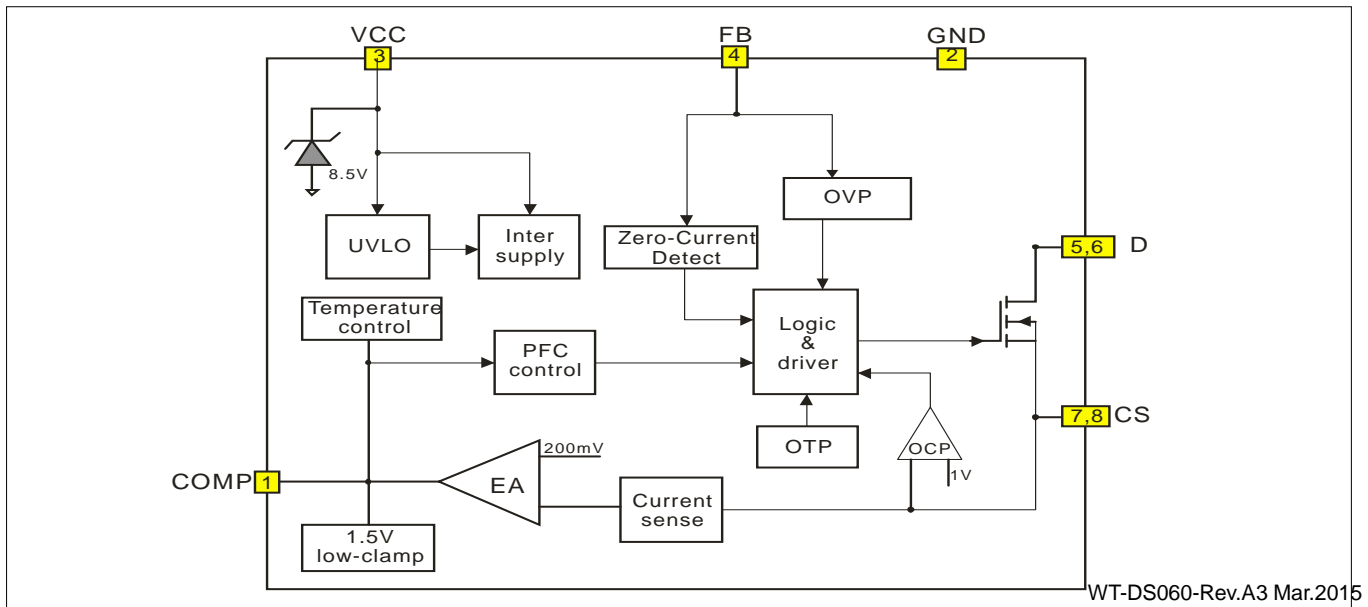 VCC
FB
GND
3
4
2
8.5V
OVP
UVLO
Inter
supply
Zero-Current
Detect
5,6
D
Temperature
control
Logic
&
driver
PFC
control
7,8
CS
OTP
OCP
1V
200mV
COMP
1
EA
Current
sense
1.5V
low-clamp
WT-DS060-Rev.A3 Mar.2015